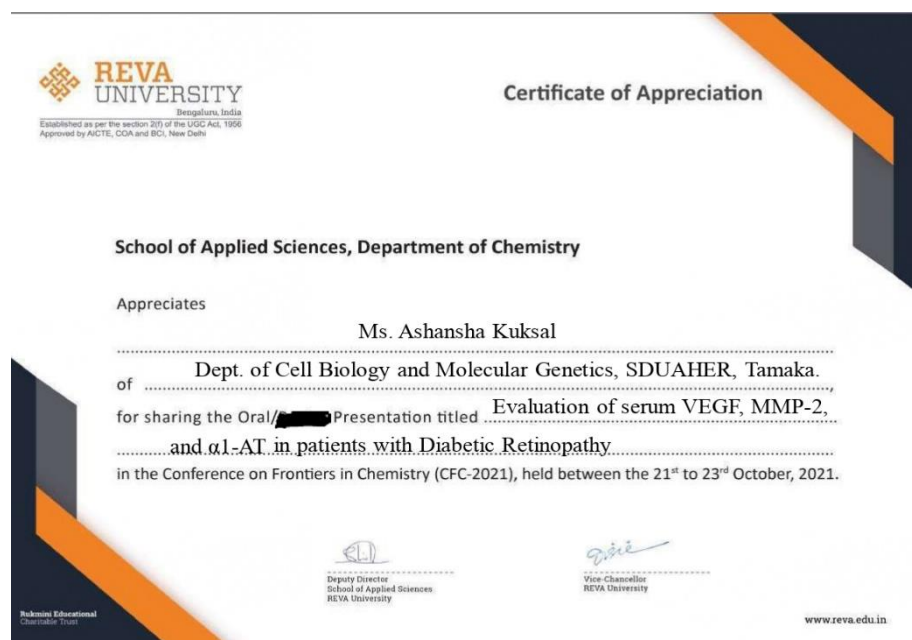 REVA
UNIVERSITY
Bengaluru, India
Established as per the section 2(f) of the UGC Act, 1956
Approved by AICTE, COA and BCI, New Delhi
Certificate of Appreciation
School of Applied Sciences, Department of Chemistry
Appreciates
Ms. Ashansha Kuksal
of Dept. of Cell Biology and Molecular Genetics, SDUAHER, Tamaka.
for sharing the Oral/ Presentation titled Evaluation of serum VEGF, MMP-2,
and α1-AT in patients with Diabetic Retinopathy
in the Conference on Frontiers in Chemistry (CFC-2021), held between the 21st to 23rd October, 2021.
Deputy Director
School of Applied Sciences
REVA University
Vice-Chancellor
REVA University
Rukmini Educational
Charitable Trust
www.reva.edu.in